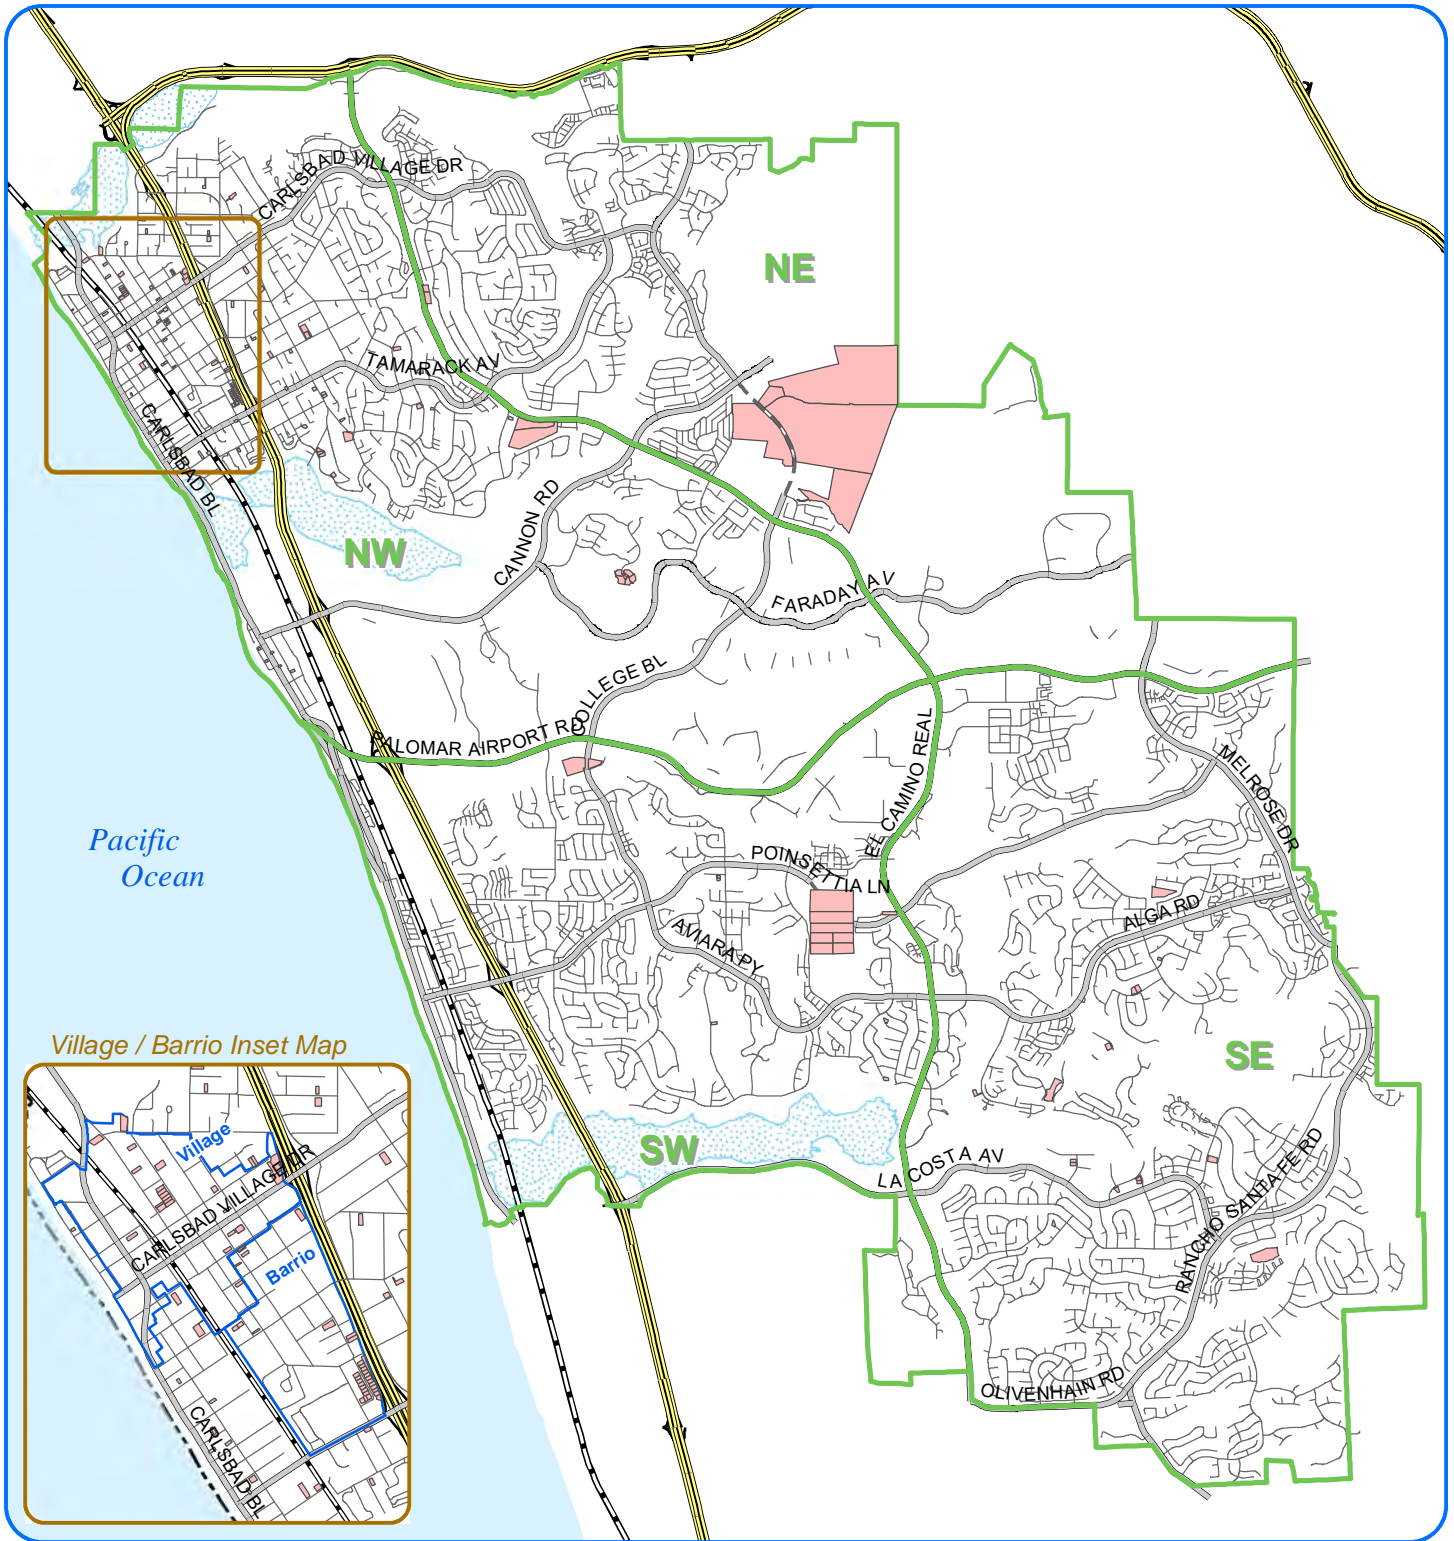 CARLSBAD VILLAGE DR
NE
TAMARACK AV
CARLSBAD BL
CANNON RD
NW
FARADAY AV
COLLEGE BL
PALOMAR AIRPORT RD
EL CAMINO REAL
MELROSE DR
Pacific
Ocean
POINSETTIA LN
ALGA RD
AVIARA PY
Village / Barrio Inset Map
SE
Village
SW
CARLSBAD VILLAGE DR
LA COSTA AV
RANCHO SANTA FE RD
Barrio
OLIVENHAIN RD
CARLSBAD BL